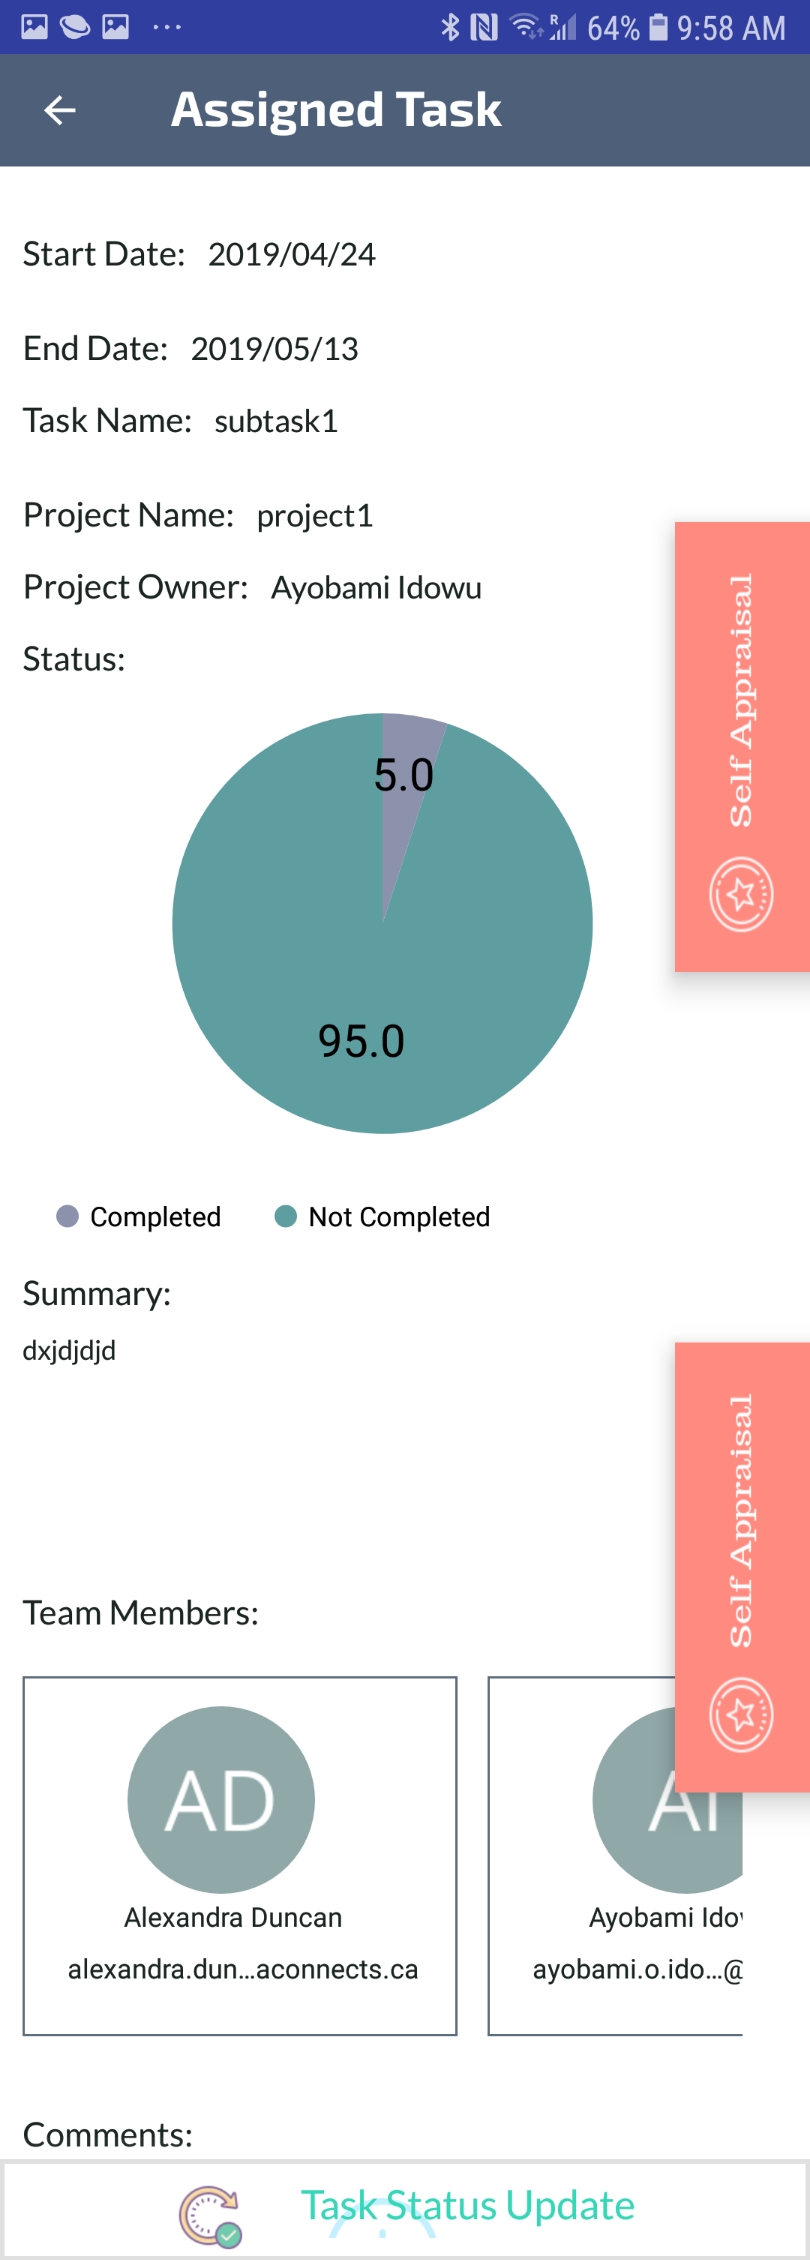 64% 9:58 AM
Assigned Task
Start Date: 2019/04/24
End Date: 2019/05/13
Task Name: subtask1
Project Name: project1
Project Owner: Ayobami Idowu
Status:
Self Appraisal
5.0
95.0
Completed Not Completed
Summary:
dxjdjdjd
Self Appraisal
Team Members:
AD AI
Alexandra Duncan Ayobami Ido
alexandra.dun...aconnects.ca ayobami.o.ido...@
Comments:
Task Status Update